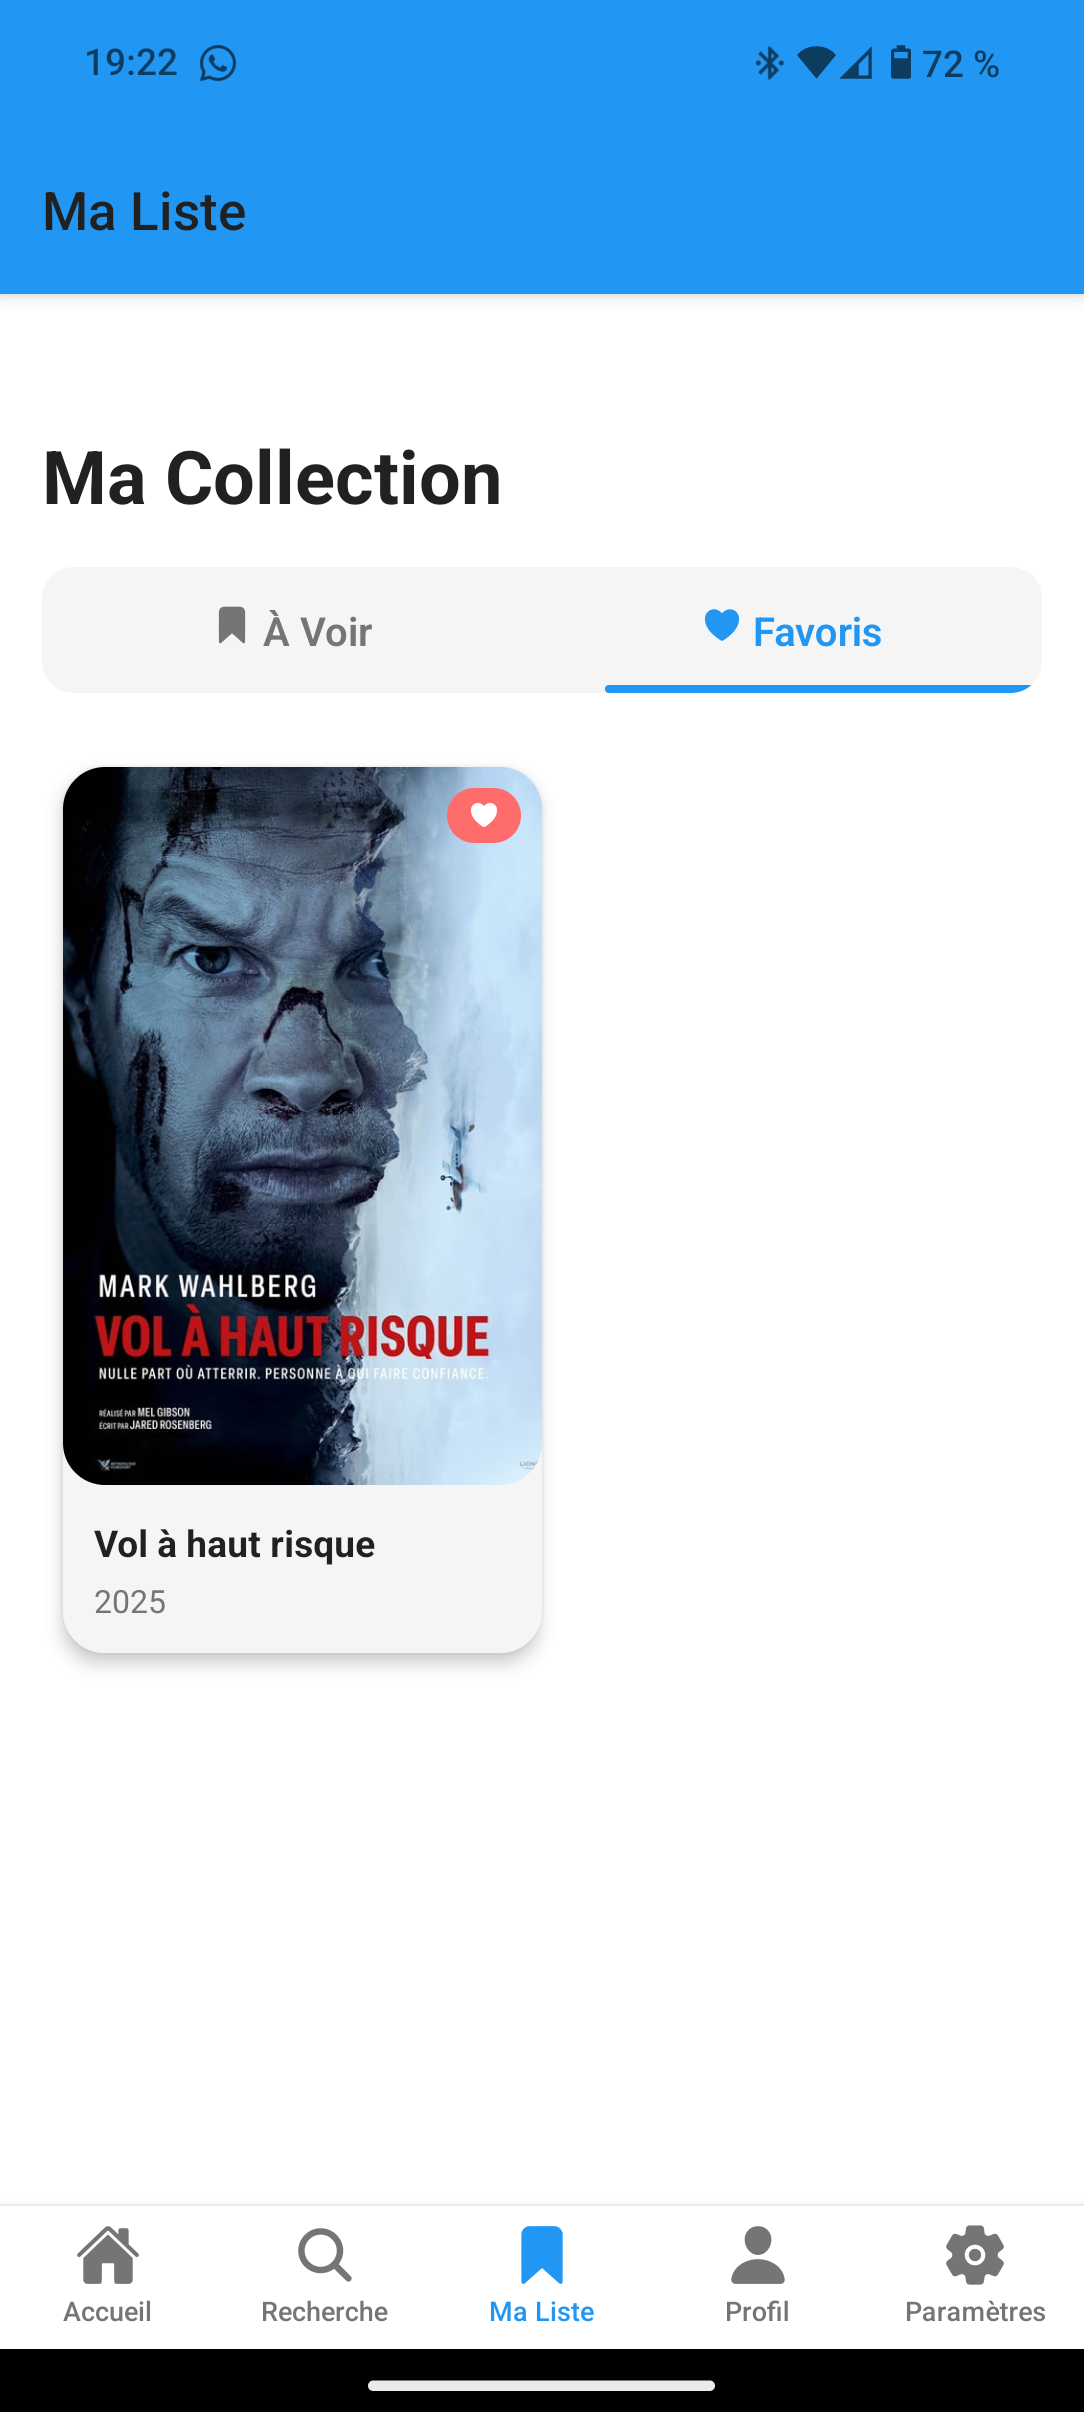 19:22
72 %
Ma Liste
Ma Collection
À Voir
Favoris
MARK WAHLBERG
VOL À HAUT RISQUE
NULLE PART OÙ ATTERRIR. PERSONNE À QUI FAIRE CONFIANCE.
RÉALISÉ PAR MEL GIBSON
ÉCRIT PAR JARED ROSENBERG
Vol à haut risque
2025
Accueil
Recherche
Ma Liste
Profil
Paramètres